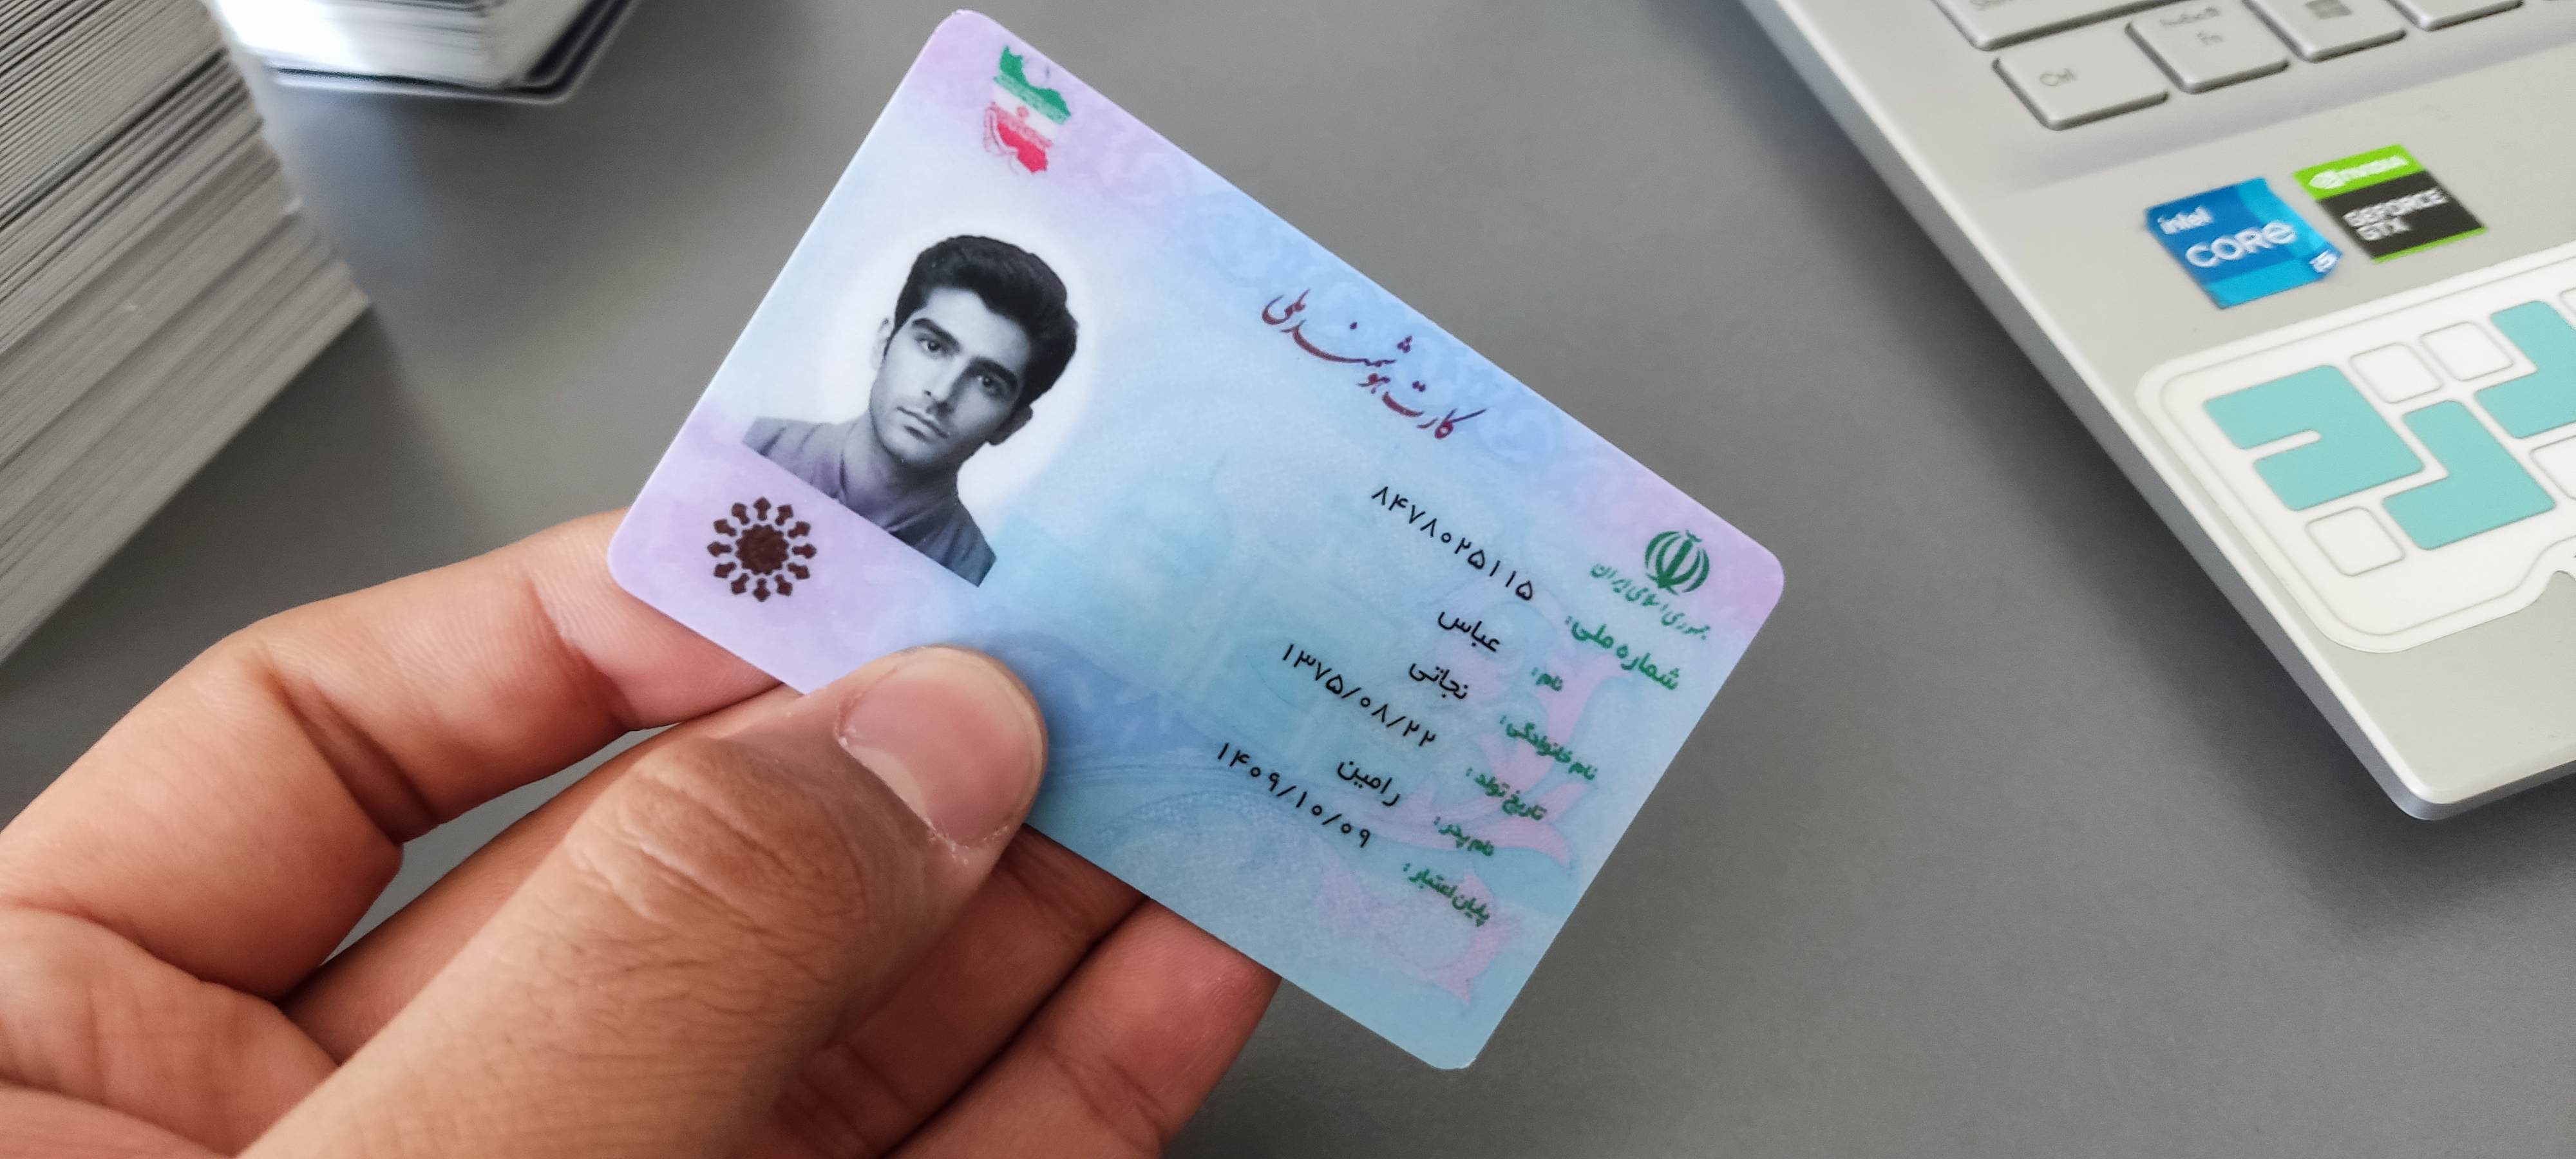 کارت هوشمند ملی
جمهوری اسلامی ایران
شماره ملی: ۸۴۷۸۰۲۵۱۱۵
نام: عباس
نام خانوادگی: نجاتی
تاریخ تولد: ۱۳۷۵/۰۸/۲۲
نام پدر: رامین
پایان اعتبار: ۱۴۰۹/۱۰/۰۹
Ctrl
intel
CORE
i5
NVIDIA
GEFORCE
GTX